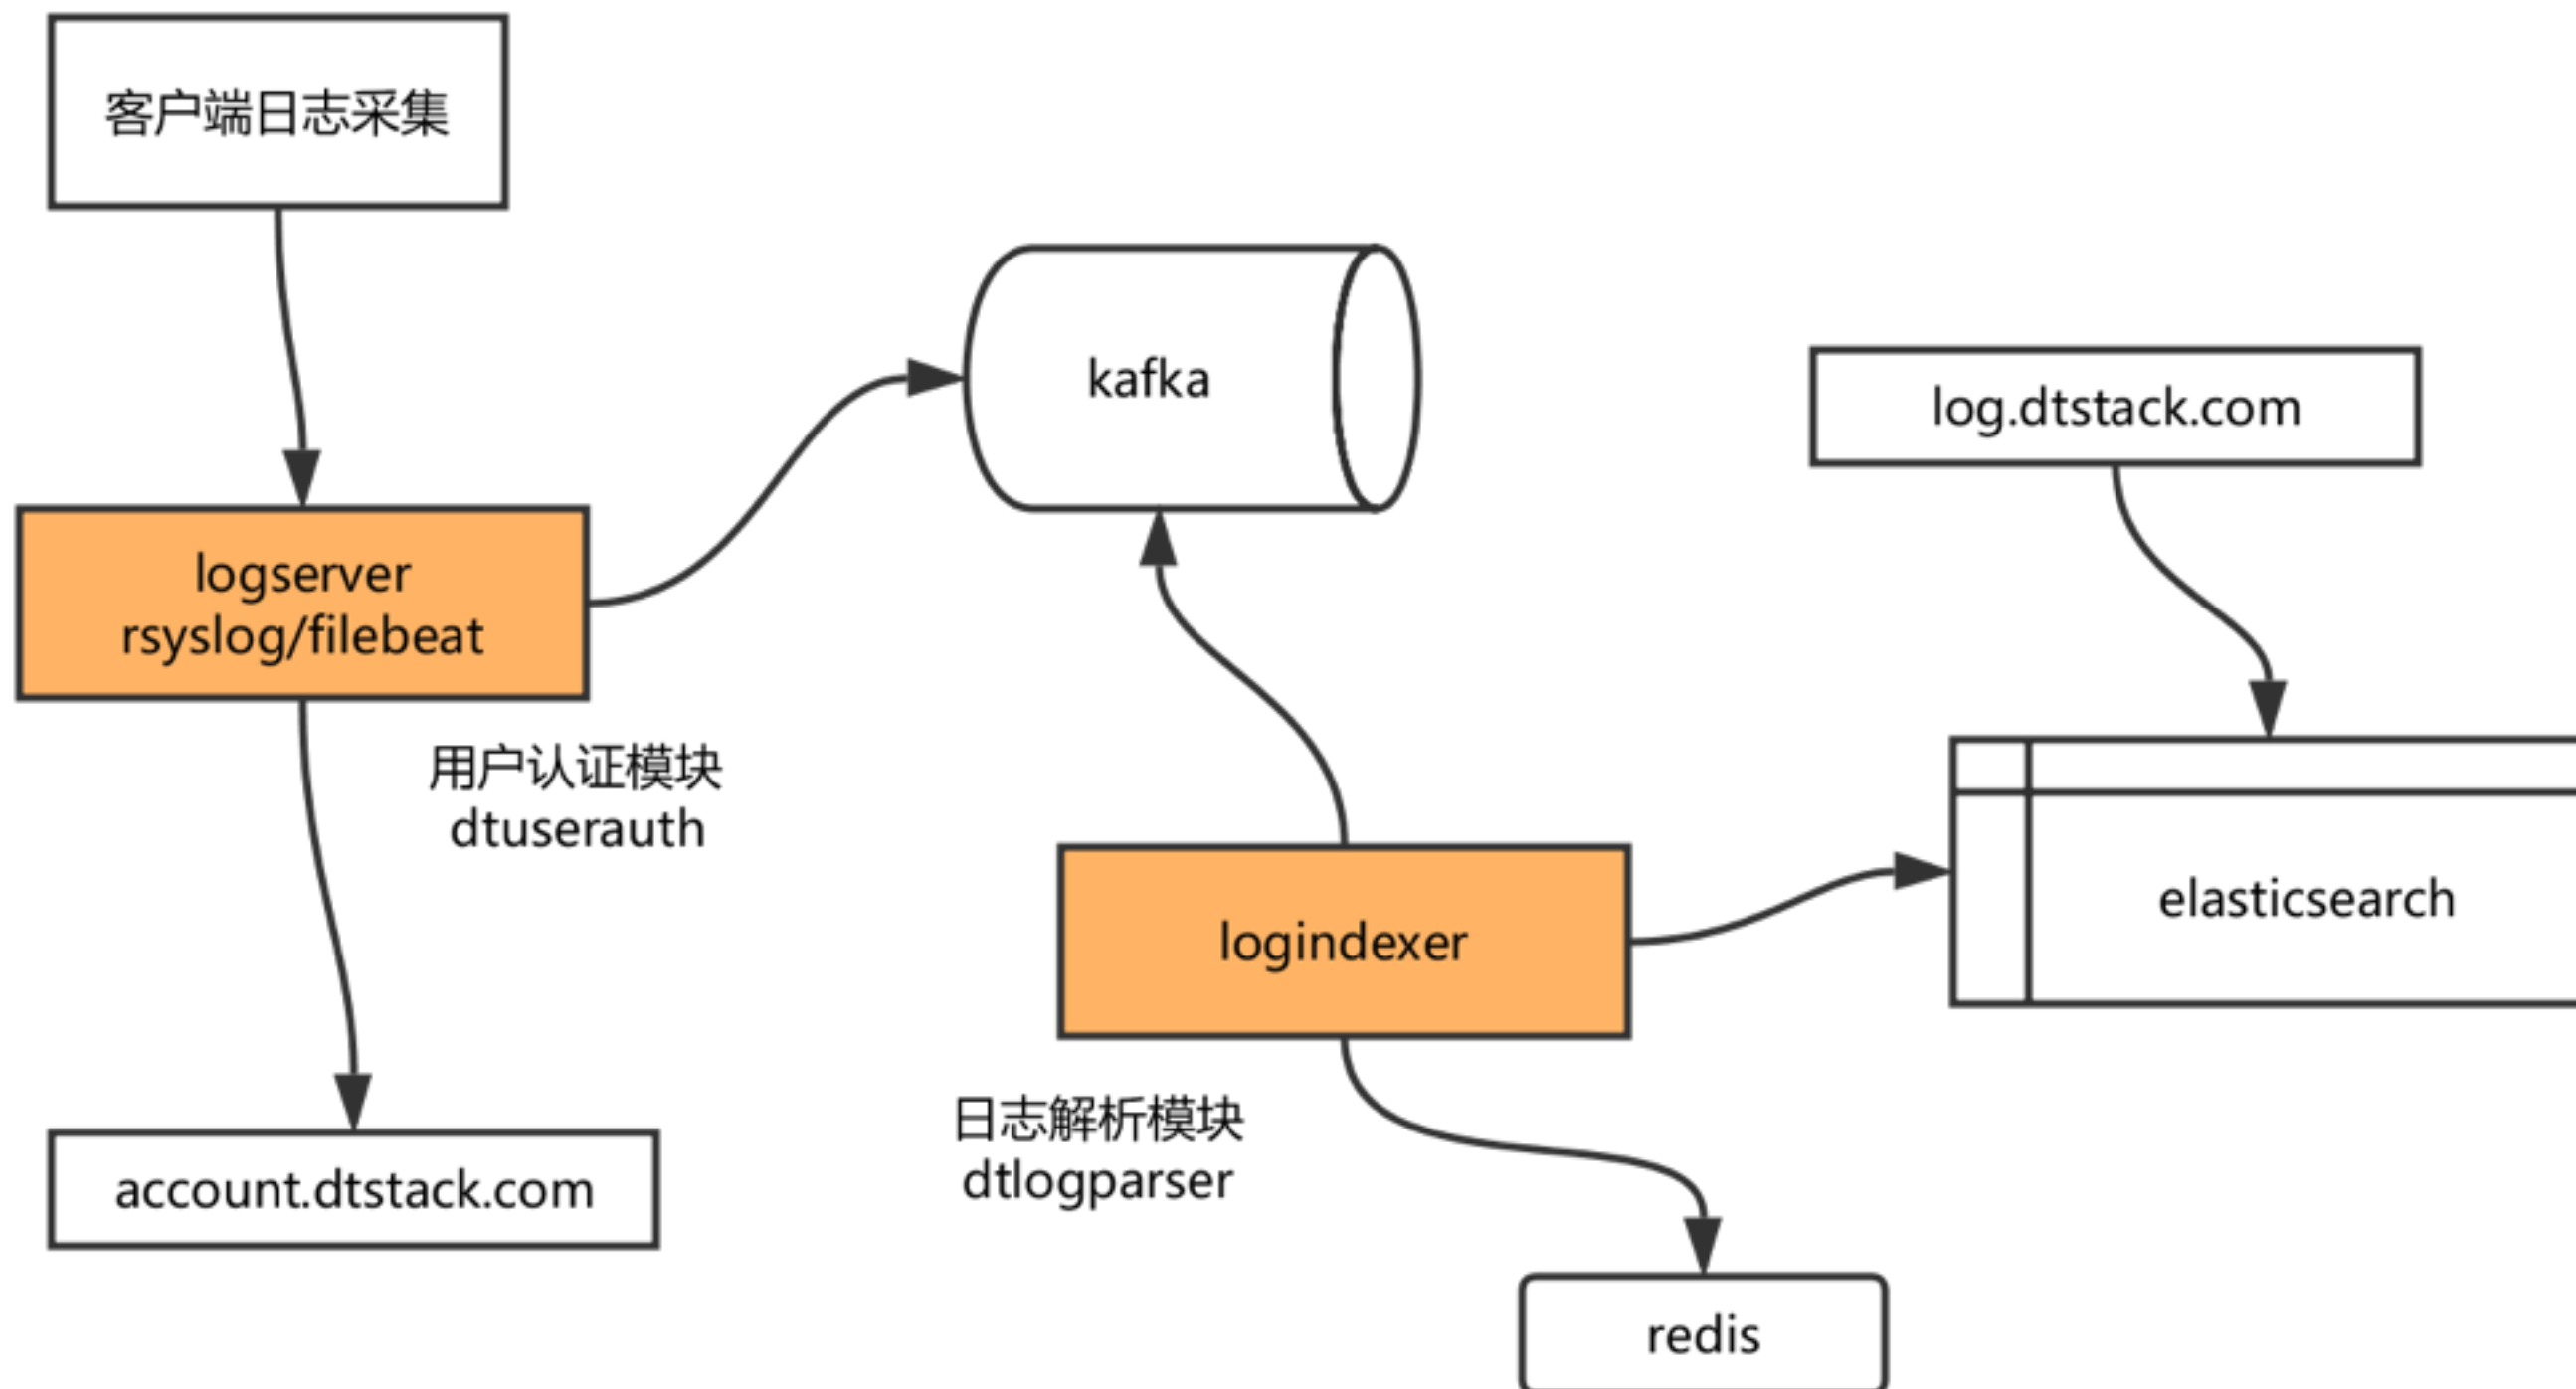 客户端日志采集
kafka
log.dtstack.com
logserver
rsyslog/filebeat
用户认证模块
dtuserauth
elasticsearch
logindexer
日志解析模块
dtlogparser
account.dtstack.com
redis